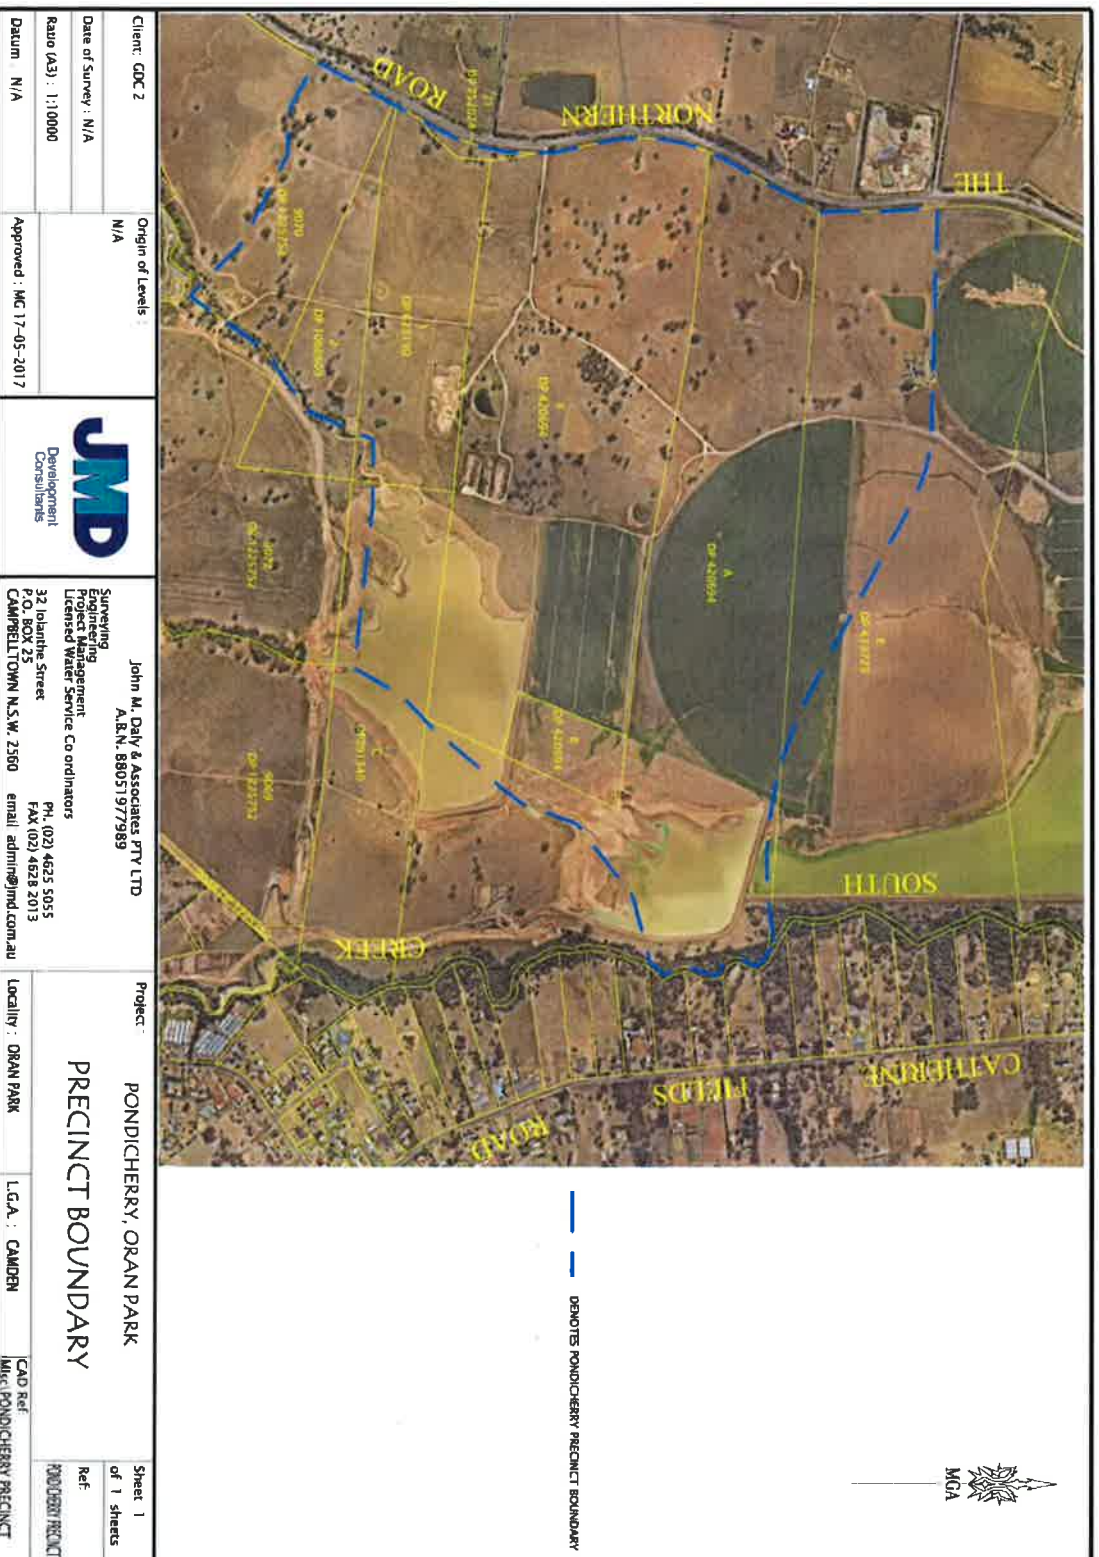 THE
NORTHERN
ROAD
DP 420694
A
DP 420694
E
DP 420694
SOUTH
CREEK
CATHERINE
FIELDS
ROAD
DENOTES PONDICHERRY PRECINCT BOUNDARY
MGA
Client: GDC 2
Date of Survey : N/A
Ratio (A3) : 1:10000
Datum N/A
Origin of Levels :
N/A
Approved : MG 17-05-2017
JMD
Development
Consultants
John M. Daly & Associates PTY LTD
A.B.N. 88051977989
Surveying
Engineering
Project Management
Licensed Water Service Co ordinators
32 Iolanthe Street
P.O. BOX 25
CAMPBELLTOWN N.S.W. 2560
PH. (02) 4625 5055
FAX (02) 4628 2013
email admin@jmd.com.au
Project :
PONDICHERRY, ORAN PARK
PRECINCT BOUNDARY
Locality : ORAN PARK
L.G.A. : CAMDEN
CAD Ref
Misc\PONDICHERRY PRECINCT
Sheet 1
of 1 sheets
Ref:
PONDICHERRY PRECINCT